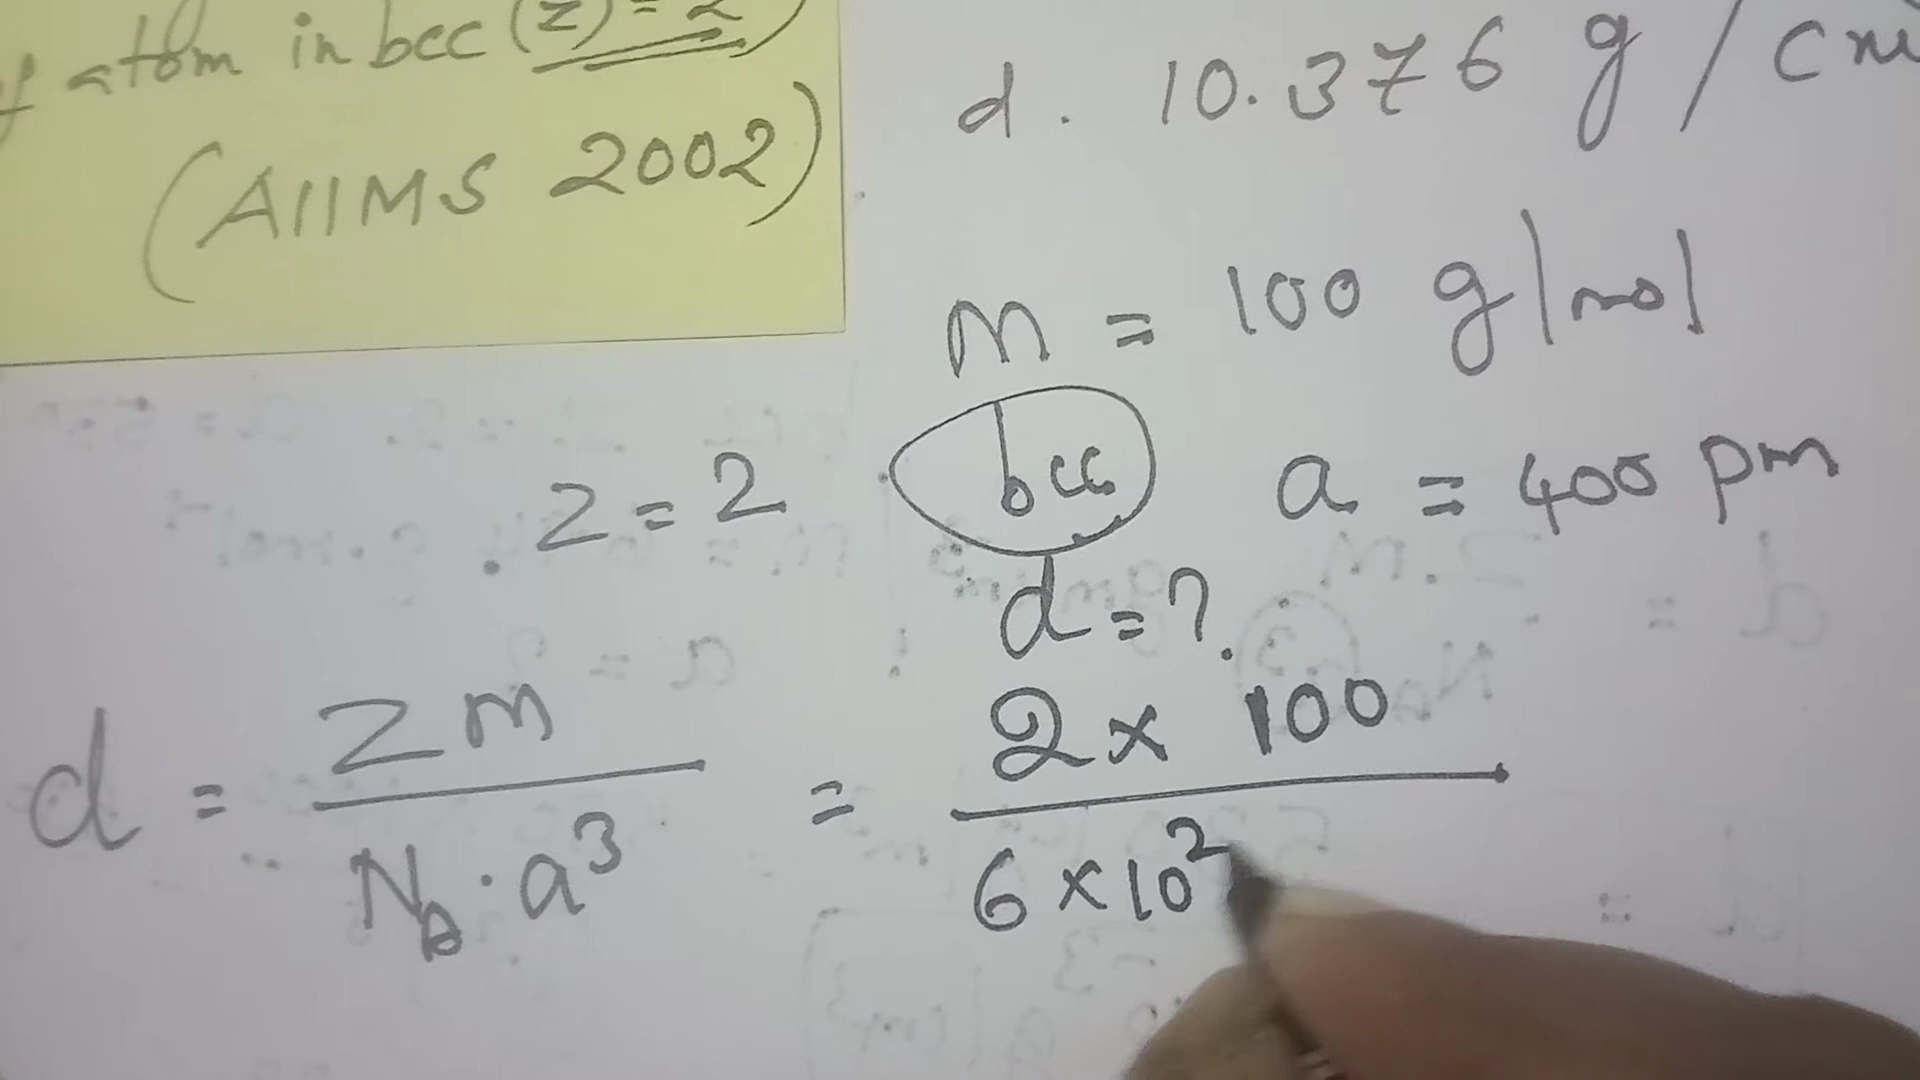 of atom in bcc (z) = 2)
(AIIMS 2002)
d. 10.376 g/cm
m = 100 g/mol
z = 2 bcc a = 400 pm
d = ?.
d = zm / NA · a³ = 2 × 100 / 6 × 10²